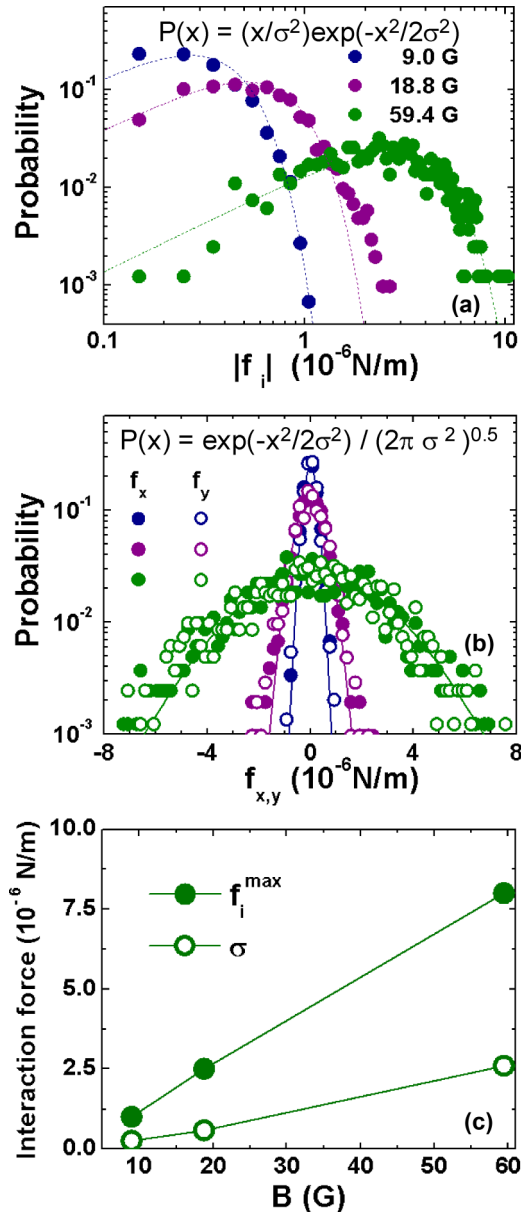 P(x) = (x/σ²)exp(-x²/2σ²)
9.0 G
18.8 G
59.4 G
10⁻¹
10⁻²
10⁻³
Probability
(a)
0.1 1 10
|f i| (10⁻⁶N/m)
P(x) = exp(-x²/2σ²) / (2π σ ²)⁰·⁵
f_x f_y
10⁻¹
10⁻²
10⁻³
Probability
(b)
-8 -4 0 4 8
f_x,y (10⁻⁶N/m)
10.0
7.5
5.0
2.5
0.0
Interaction force (10⁻⁶ N/m)
f_i^max
σ
(c)
10 20 30 40 50 60
B (G)